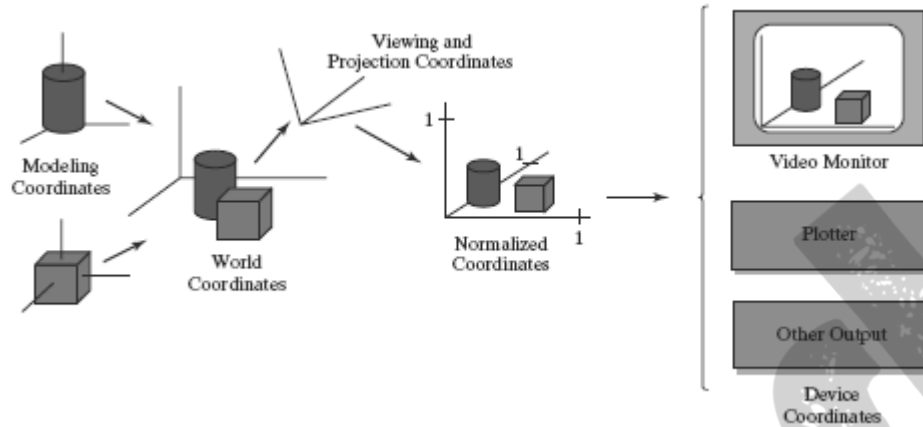 Viewing and
Projection Coordinates
Modeling
Coordinates
World
Coordinates
1
1
1
Normalized
Coordinates
Video Monitor
Plotter
Other Output
Device
Coordinates